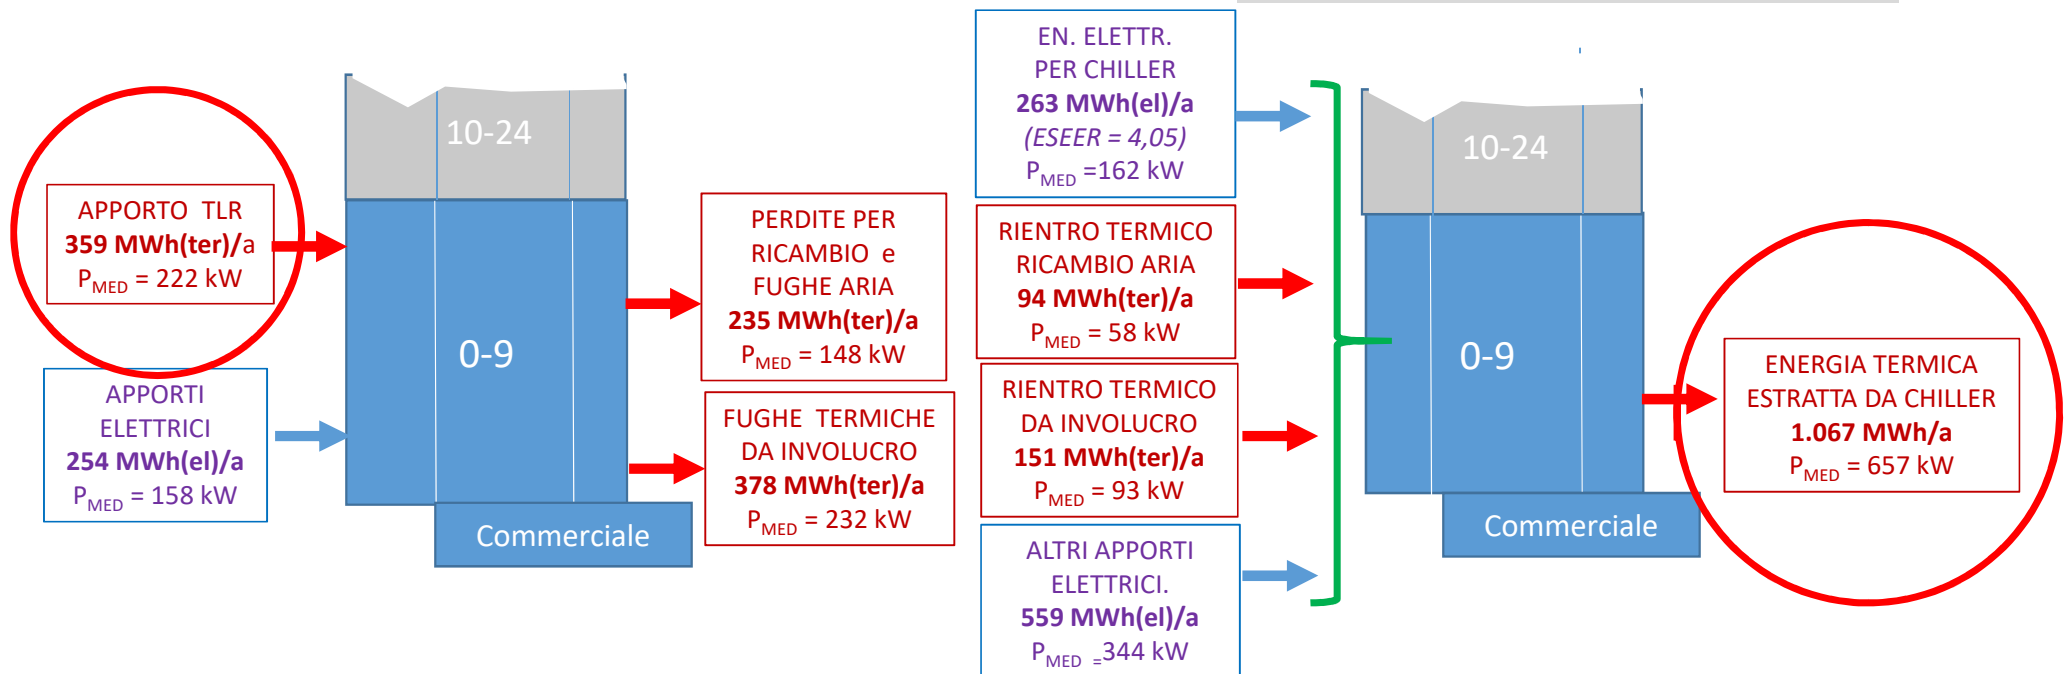 10-24
0-9
Commerciale
APPORTO TLR
359 MWh(ter)/a
PMED = 222 kW
APPORTI
ELETTRICI
254 MWh(el)/a
PMED = 158 kW
PERDITE PER
RICAMBIO e
FUGHE ARIA
235 MWh(ter)/a
PMED = 148 kW
FUGHE TERMICHE
DA INVOLUCRO
378 MWh(ter)/a
PMED = 232 kW
EN. ELETTR.
PER CHILLER
263 MWh(el)/a
(ESEER = 4,05)
PMED =162 kW
RIENTRO TERMICO
RICAMBIO ARIA
94 MWh(ter)/a
PMED = 58 kW
RIENTRO TERMICO
DA INVOLUCRO
151 MWh(ter)/a
PMED = 93 kW
ALTRI APPORTI
ELETTRICI.
559 MWh(el)/a
PMED =344 kW
10-24
0-9
Commerciale
ENERGIA TERMICA
ESTRATTA DA CHILLER
1.067 MWh/a
PMED = 657 kW